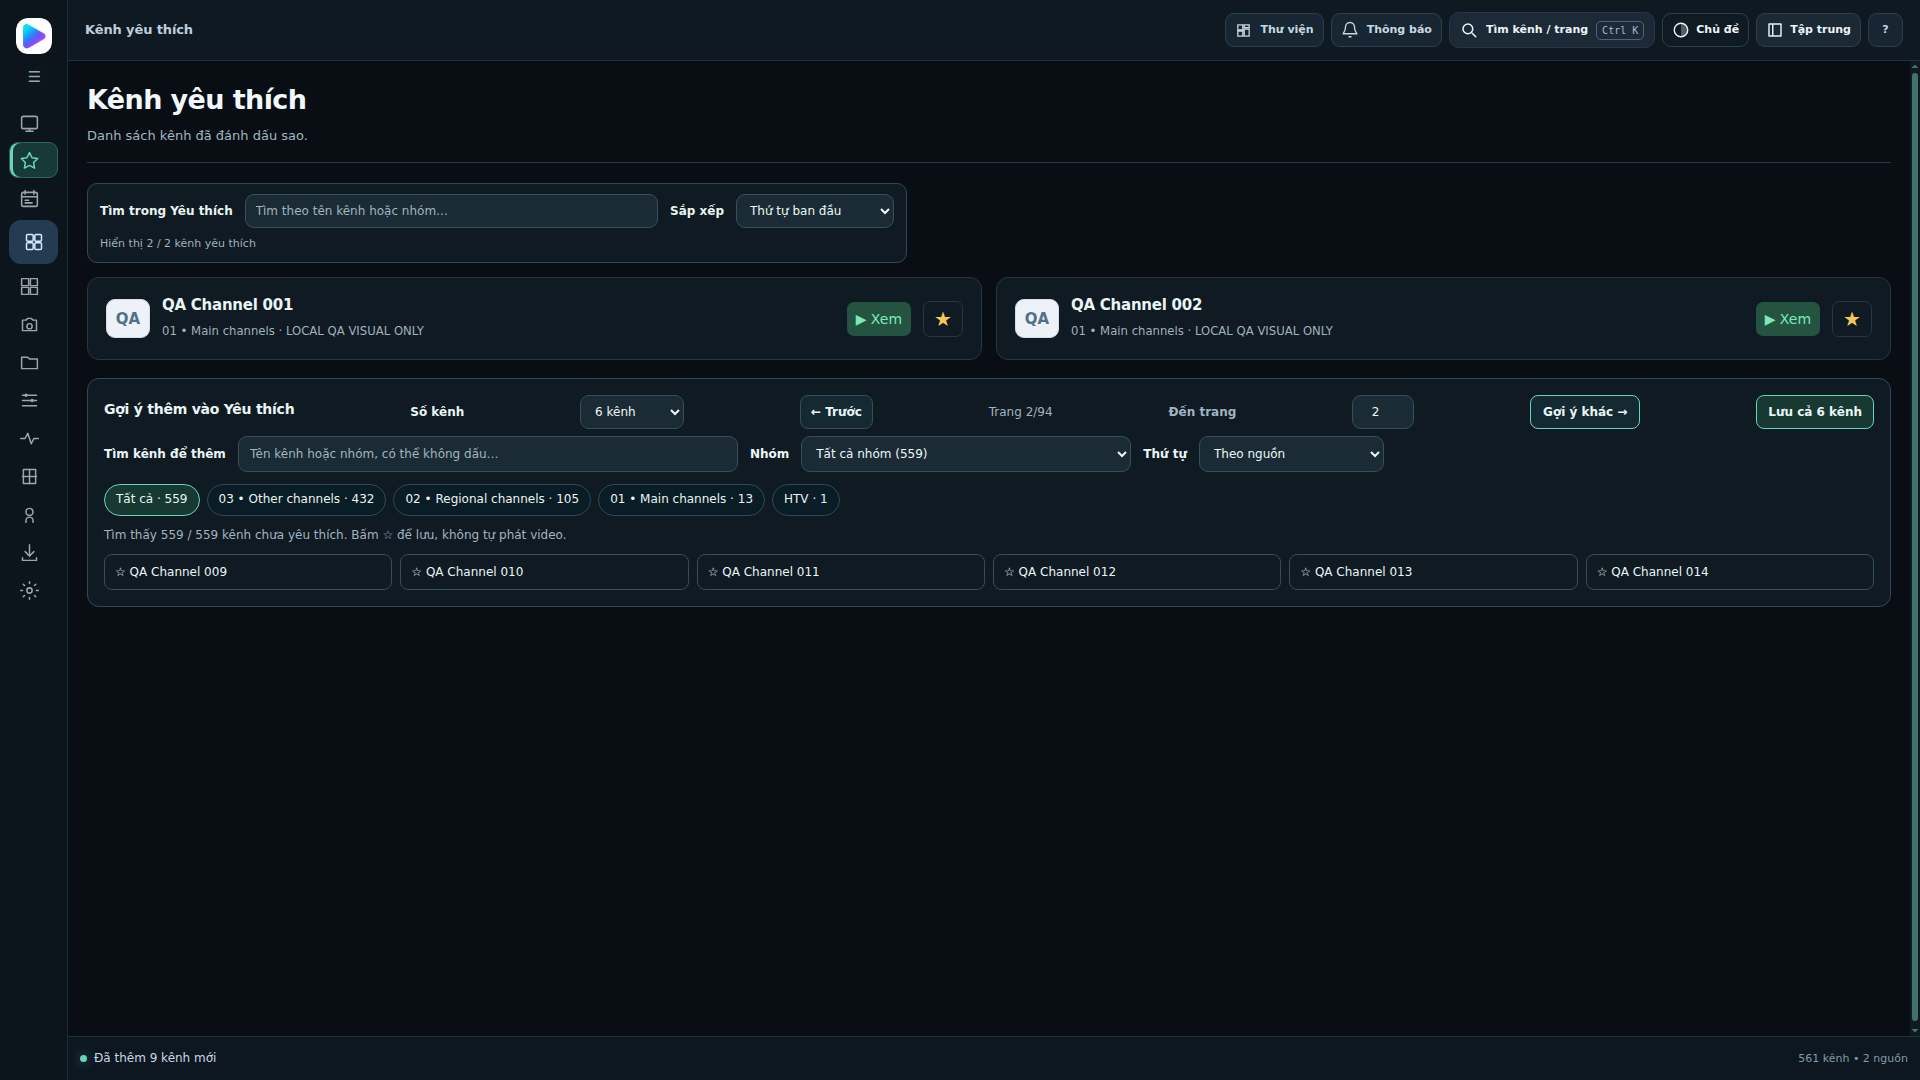 Kênh yêu thích
Thư viện
Thông báo
Tìm kênh / trang Ctrl K
Chủ đề
Tập trung
?
Kênh yêu thích
Danh sách kênh đã đánh dấu sao.
Tìm trong Yêu thích Tìm theo tên kênh hoặc nhóm... Sắp xếp Thứ tự ban đầu
Hiển thị 2 / 2 kênh yêu thích
QA QA Channel 001
01 • Main channels · LOCAL QA VISUAL ONLY
▶ Xem ★
QA QA Channel 002
01 • Main channels · LOCAL QA VISUAL ONLY
▶ Xem ★
Gợi ý thêm vào Yêu thích Số kênh 6 kênh ← Trước Trang 2/94 Đến trang 2 Gợi ý khác → Lưu cả 6 kênh
Tìm kênh để thêm Tên kênh hoặc nhóm, có thể không dấu... Nhóm Tất cả nhóm (559) Thứ tự Theo nguồn
Tất cả · 559 03 • Other channels · 432 02 • Regional channels · 105 01 • Main channels · 13 HTV · 1
Tìm thấy 559 / 559 kênh chưa yêu thích. Bấm ☆ để lưu, không tự phát video.
☆ QA Channel 009 ☆ QA Channel 010 ☆ QA Channel 011 ☆ QA Channel 012 ☆ QA Channel 013 ☆ QA Channel 014
Đã thêm 9 kênh mới
561 kênh • 2 nguồn